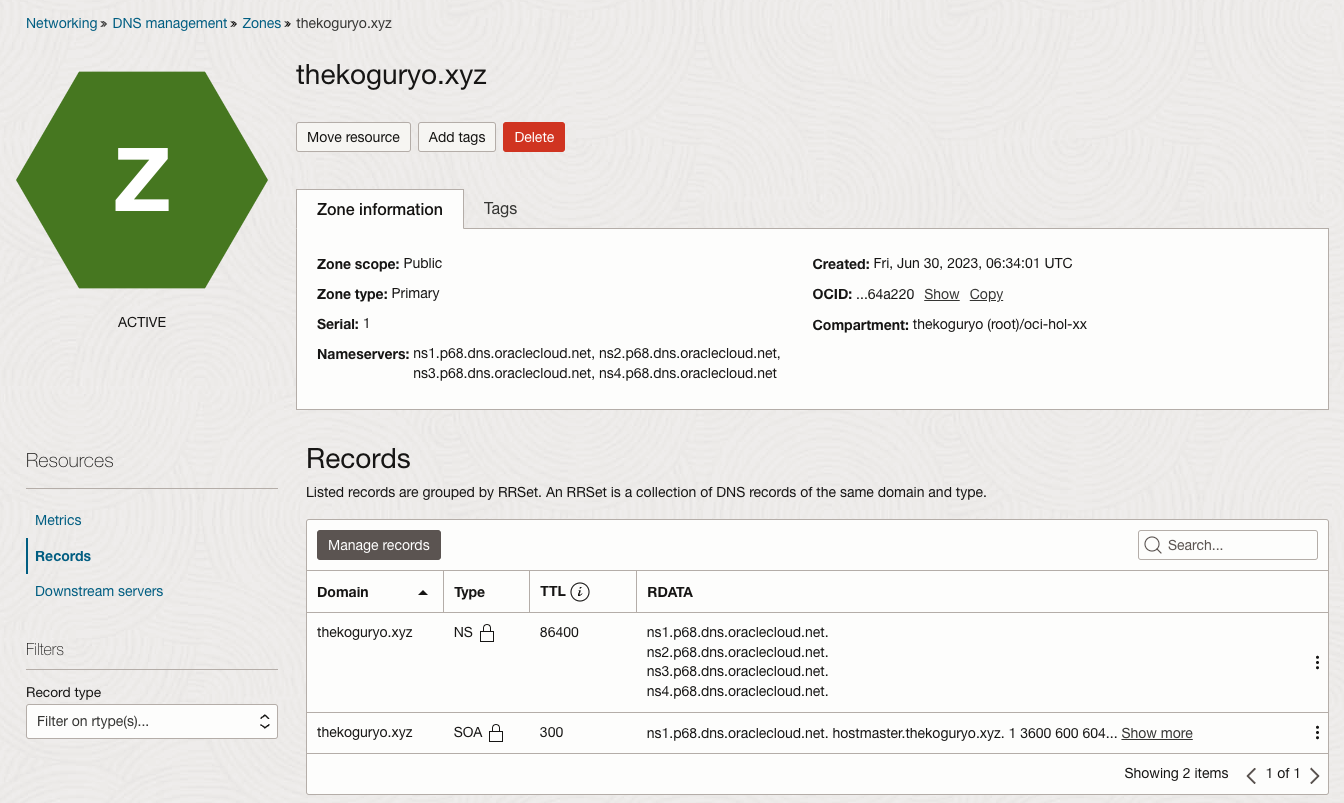 Networking » DNS management » Zones » thekoguryo.xyz
Z
ACTIVE
thekoguryo.xyz
Move resource Add tags Delete
Zone information Tags
Zone scope: Public
Zone type: Primary
Serial: 1
Nameservers: ns1.p68.dns.oraclecloud.net, ns2.p68.dns.oraclecloud.net,
ns3.p68.dns.oraclecloud.net, ns4.p68.dns.oraclecloud.net
Created: Fri, Jun 30, 2023, 06:34:01 UTC
OCID: ...64a220 Show Copy
Compartment: thekoguryo (root)/oci-hol-xx
Resources
Metrics
Records
Downstream servers
Filters
Record type
Filter on rtype(s)...
Records
Listed records are grouped by RRSet. An RRSet is a collection of DNS records of the same domain and type.
Manage records Search...
Domain Type TTL i RDATA
thekoguryo.xyz NS 86400 ns1.p68.dns.oraclecloud.net.
ns2.p68.dns.oraclecloud.net.
ns3.p68.dns.oraclecloud.net.
ns4.p68.dns.oraclecloud.net.
thekoguryo.xyz SOA 300 ns1.p68.dns.oraclecloud.net. hostmaster.thekoguryo.xyz. 1 3600 600 604... Show more
Showing 2 items 1 of 1